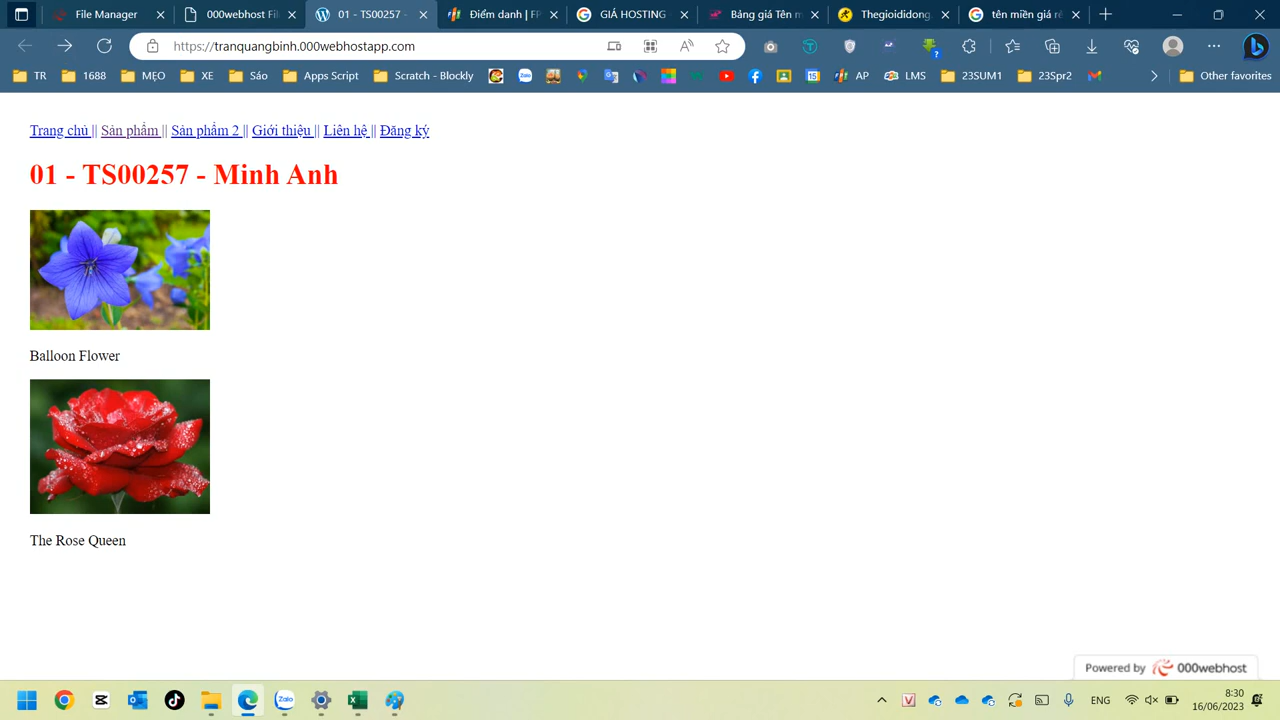 File Manager
000webhost Fil
01 - TS00257 -
Điểm danh | FP
GIÁ HOSTING
Bảng giá Tên m
Thegioididong.
tên miền giá rẻ
https://tranquangbinh.000webhostapp.com
TR
1688
MẸO
XE
Sáo
Apps Script
Scratch - Blockly
AP
LMS
23SUM1
23Spr2
Other favorites
Trang chủ || Sản phẩm || Sản phẩm 2 || Giới thiệu || Liên hệ || Đăng ký
01 - TS00257 - Minh Anh
Balloon Flower
The Rose Queen
Powered by 000webhost
ENG
8:30
16/06/2023